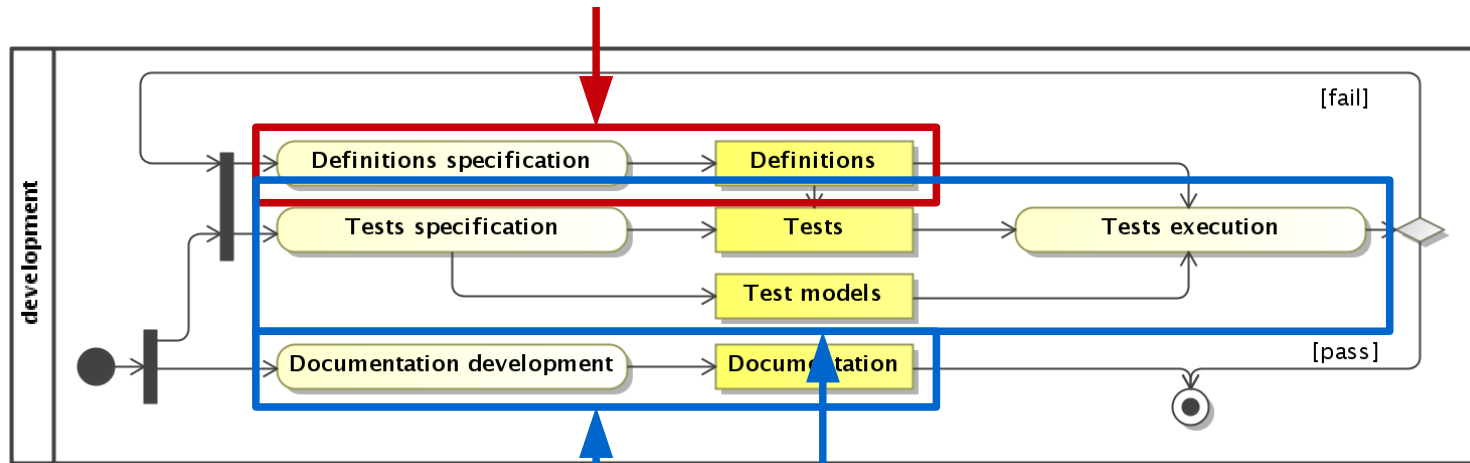 development
[fail]
Definitions specification
Definitions
Tests specification
Tests
Tests execution
Test models
Documentation development
Documentation
[pass]